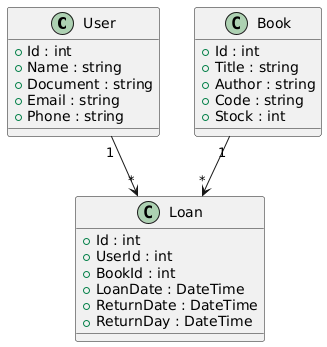 C User
Id : int
Name : string
Document : string
Email : string
Phone : string
C Book
Id : int
Title : string
Author : string
Code : string
Stock : int
1
1
*
*
C Loan
Id : int
UserId : int
BookId : int
LoanDate : DateTime
ReturnDate : DateTime
ReturnDay : DateTime